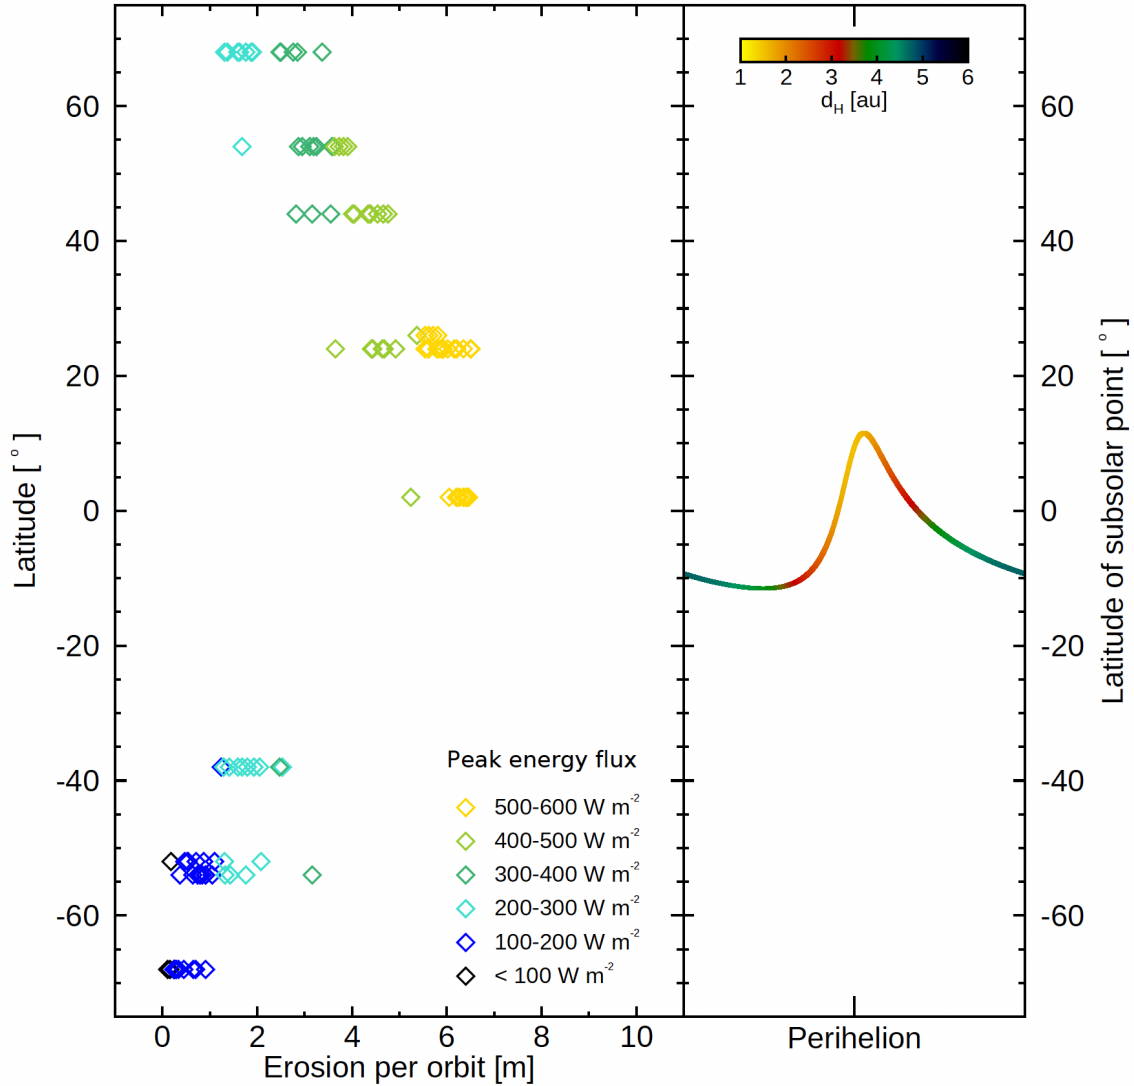 1 2 3 4 5 6
d_H [au]
60
40
20
0
-20
-40
-60
Latitude [ ° ]
60
40
20
0
-20
-40
-60
Latitude of subsolar point [ ° ]
Peak energy flux
500-600 W m⁻²
400-500 W m⁻²
300-400 W m⁻²
200-300 W m⁻²
100-200 W m⁻²
< 100 W m⁻²
0 2 4 6 8 10
Erosion per orbit [m]
Perihelion